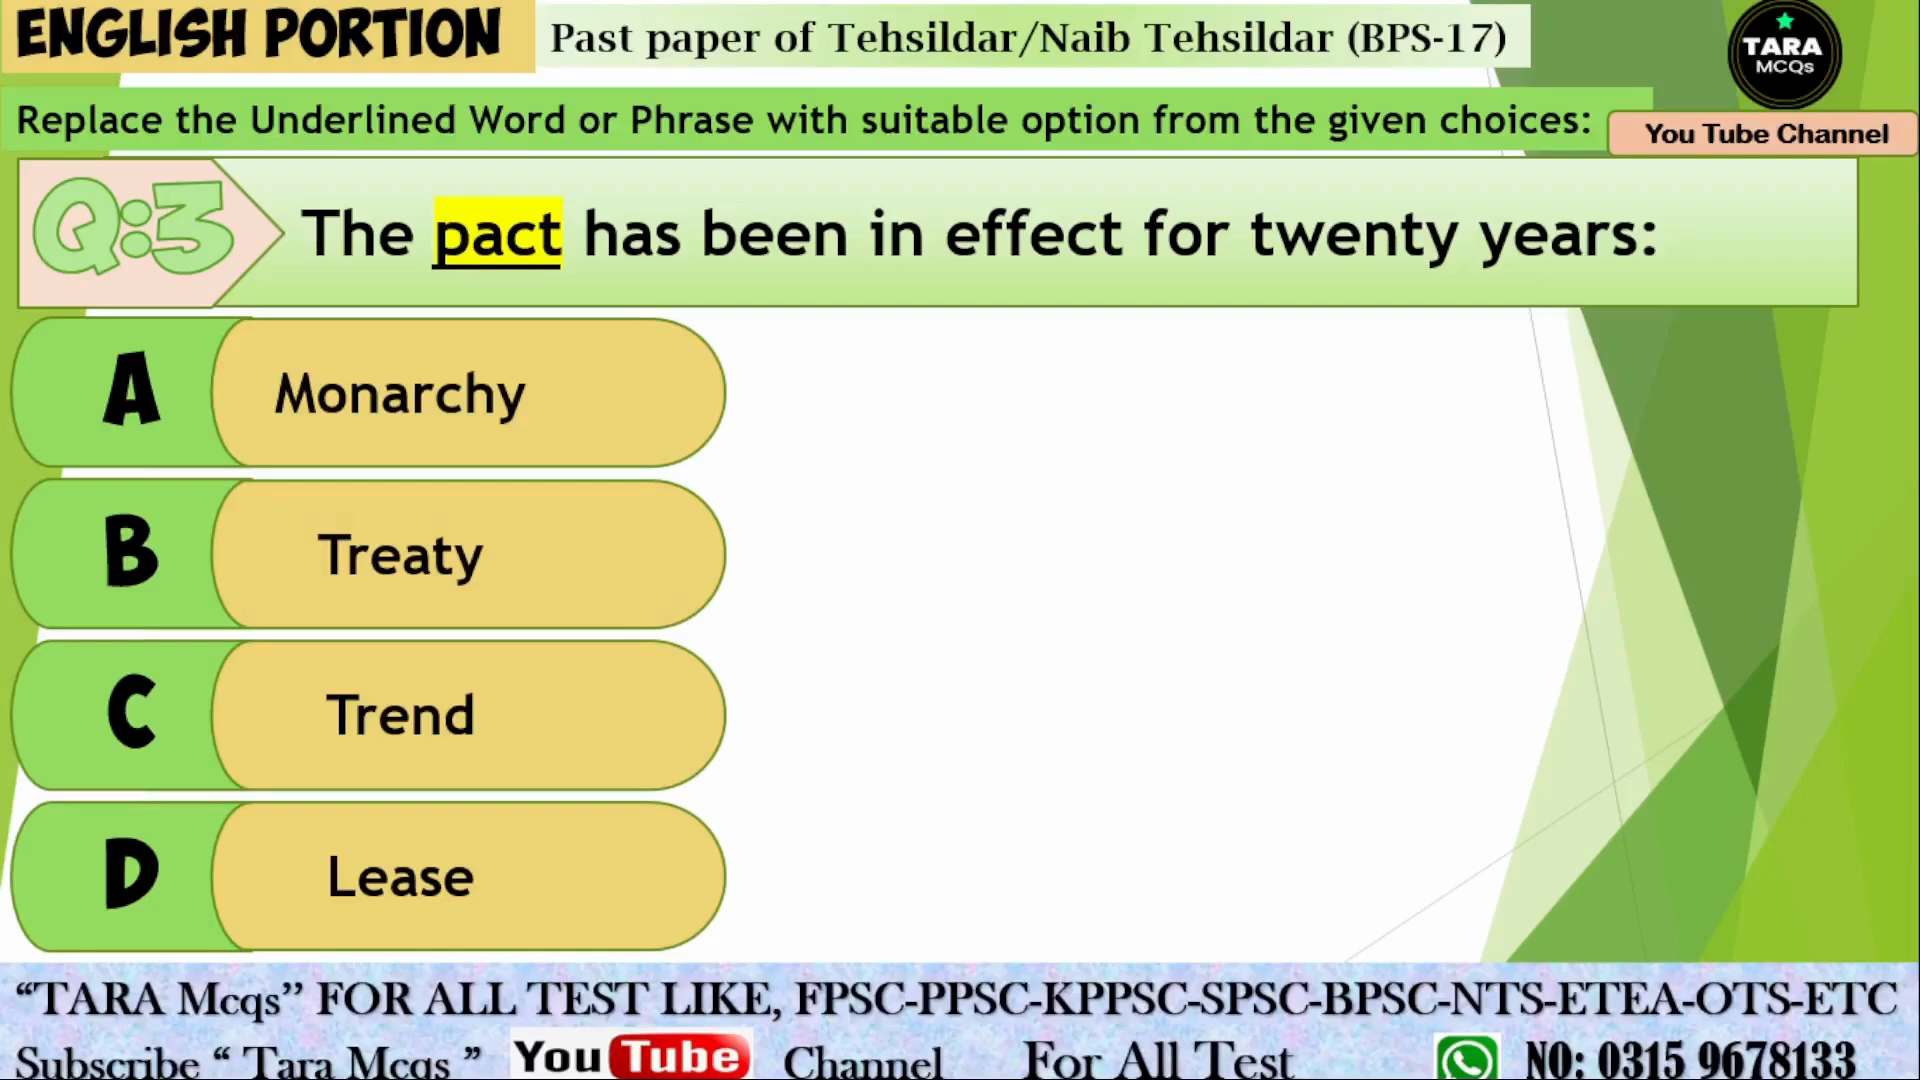 ENGLISH PORTION
Past paper of Tehsildar/Naib Tehsildar (BPS-17)
TARA
MCQs
Replace the Underlined Word or Phrase with suitable option from the given choices:
You Tube Channel
Q:3
The pact has been in effect for twenty years:
A Monarchy
B Treaty
C Trend
D Lease
“TARA Mcqs” FOR ALL TEST LIKE, FPSC-PPSC-KPPSC-SPSC-BPSC-NTS-ETEA-OTS-ETC
Subscribe “ Tara Mcqs ” You Tube Channel For All Test NO: 0315 9678133